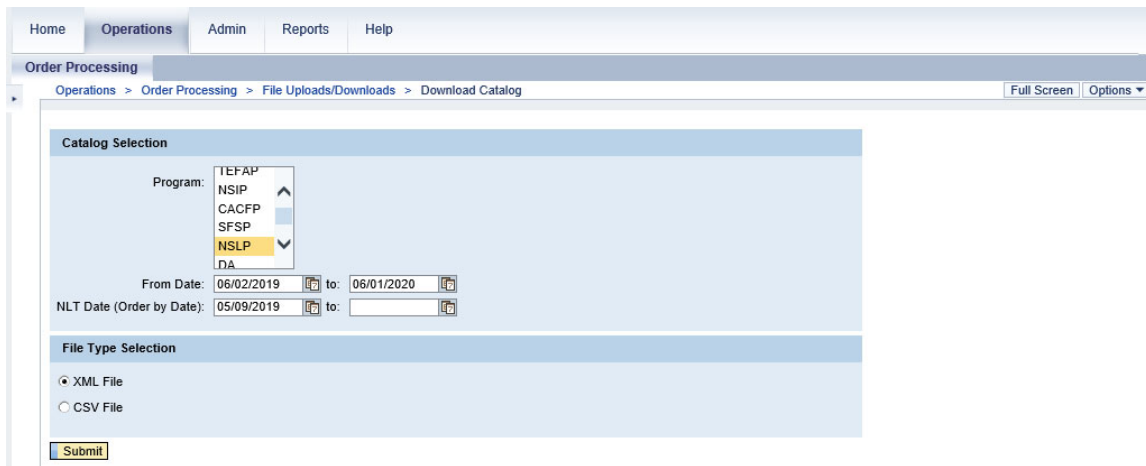 Home Operations Admin Reports Help
Order Processing
Operations > Order Processing > File Uploads/Downloads > Download Catalog Full Screen Options
Catalog Selection
Program: TEFAP
NSIP
CACFP
SFSP
NSLP
DA
From Date: 06/02/2019 to: 06/01/2020
NLT Date (Order by Date): 05/09/2019 to:
File Type Selection
XML File
CSV File
Submit